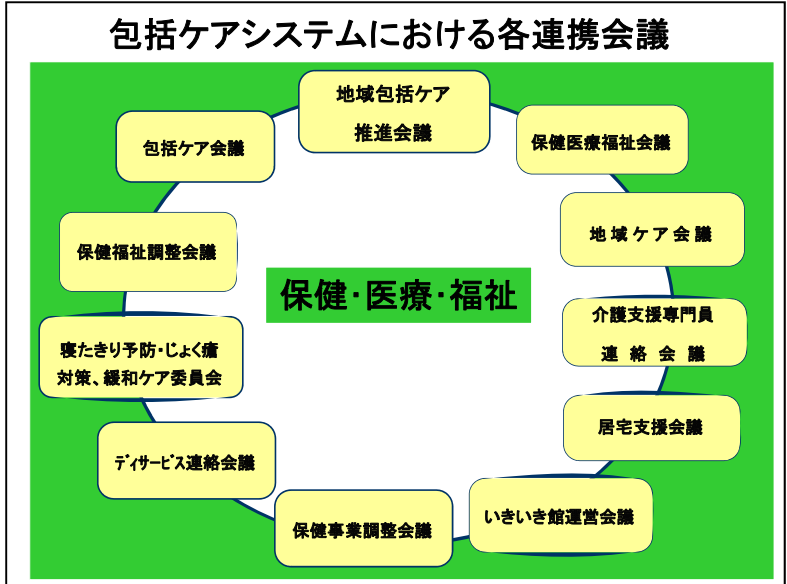 包括ケアシステムにおける各連携会議
地域包括ケア
推進会議
保健医療福祉会議
地域ケア会議
介護支援専門員
連絡会議
居宅支援会議
いきいき館運営会議
保健事業調整会議
ディサービス連絡会議
寝たきり予防・じょく瘡
対策、緩和ケア委員会
保健福祉調整会議
包括ケア会議
保健・医療・福祉